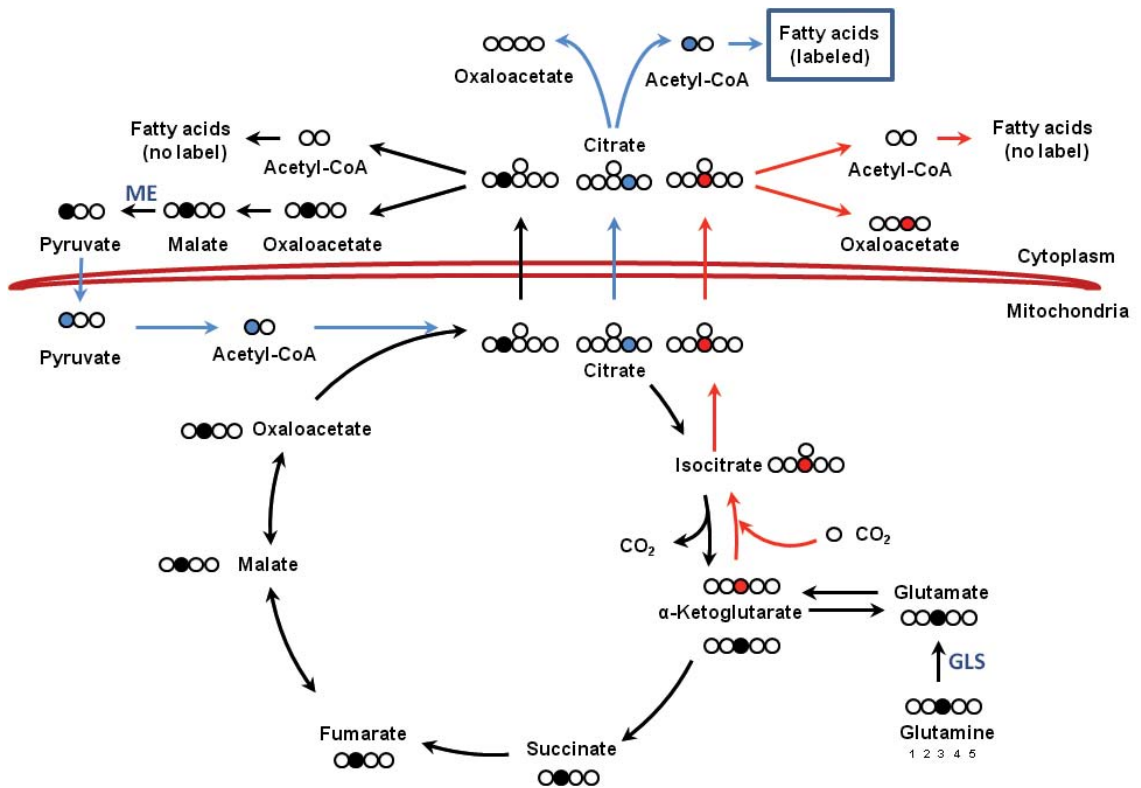 Fatty acids
(labeled)
Oxaloacetate
Acetyl-CoA
Fatty acids
(no label)
Acetyl-CoA
Citrate
Acetyl-CoA
Fatty acids
(no label)
ME
Pyruvate
Malate
Oxaloacetate
Oxaloacetate
Cytoplasm
Mitochondria
Pyruvate
Acetyl-CoA
Citrate
Oxaloacetate
Isocitrate
CO₂
CO₂
Malate
α-Ketoglutarate
Glutamate
GLS
Fumarate
Succinate
Glutamine
1 2 3 4 5